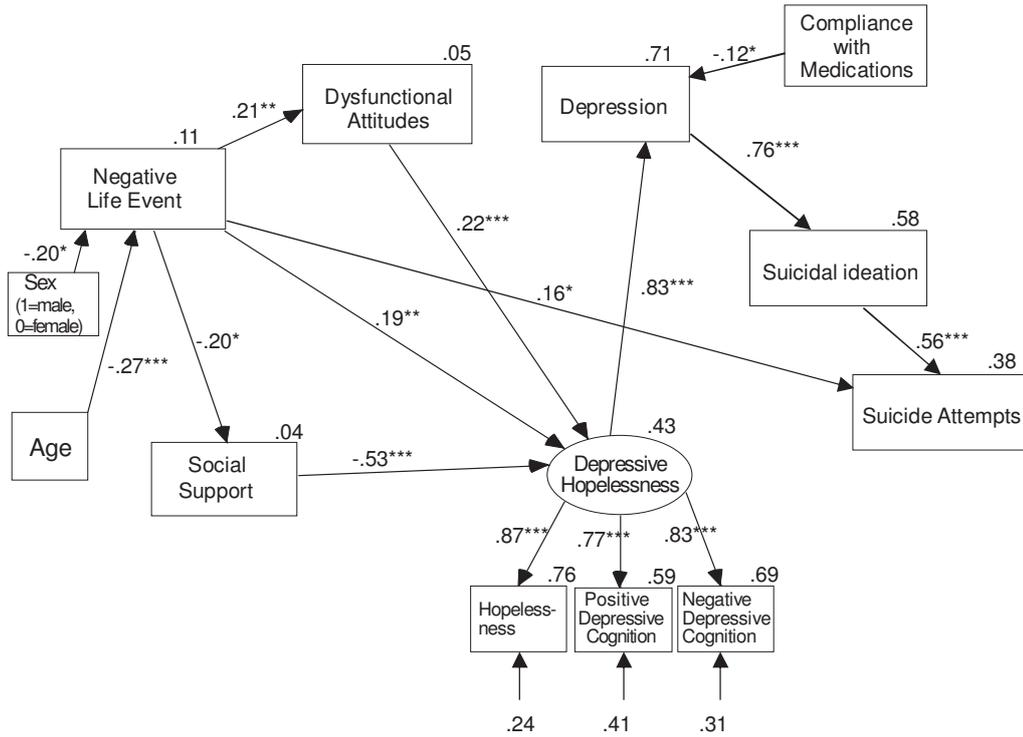 Compliance
with
Medications
-.12*
.71
Depression
.05
Dysfunctional
Attitudes
.21**
.11
Negative
Life Event
.76***
.58
Suicidal ideation
.22***
-.20*
Sex
(1=male,
0=female)
.83***
.16*
.19**
-.20*
-.27***
.56***
.38
Suicide Attempts
Age
.04
Social
Support
-.53***
.43
Depressive
Hopelessness
.87***
.77***
.83***
.76
.59
.69
Hopeless-
ness
Positive
Depressive
Cognition
Negative
Depressive
Cognition
.24
.41
.31